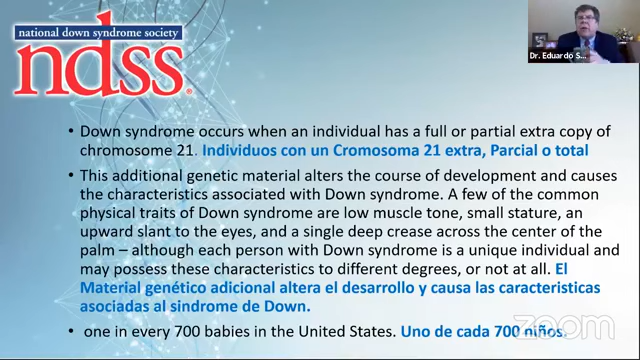 national down syndrome society
ndss®
Dr. Eduardo S...
• Down syndrome occurs when an individual has a full or partial extra copy of
chromosome 21. Individuos con un Cromosoma 21 extra, Parcial o total
• This additional genetic material alters the course of development and causes
the characteristics associated with Down syndrome. A few of the common
physical traits of Down syndrome are low muscle tone, small stature, an
upward slant to the eyes, and a single deep crease across the center of the
palm – although each person with Down syndrome is a unique individual and
may possess these characteristics to different degrees, or not at all. El
Material genético adicional altera el desarrollo y causa las caracteristicas
asociadas al sindrome de Down.
• one in every 700 babies in the United States. Uno de cada 700 niños.
zoom